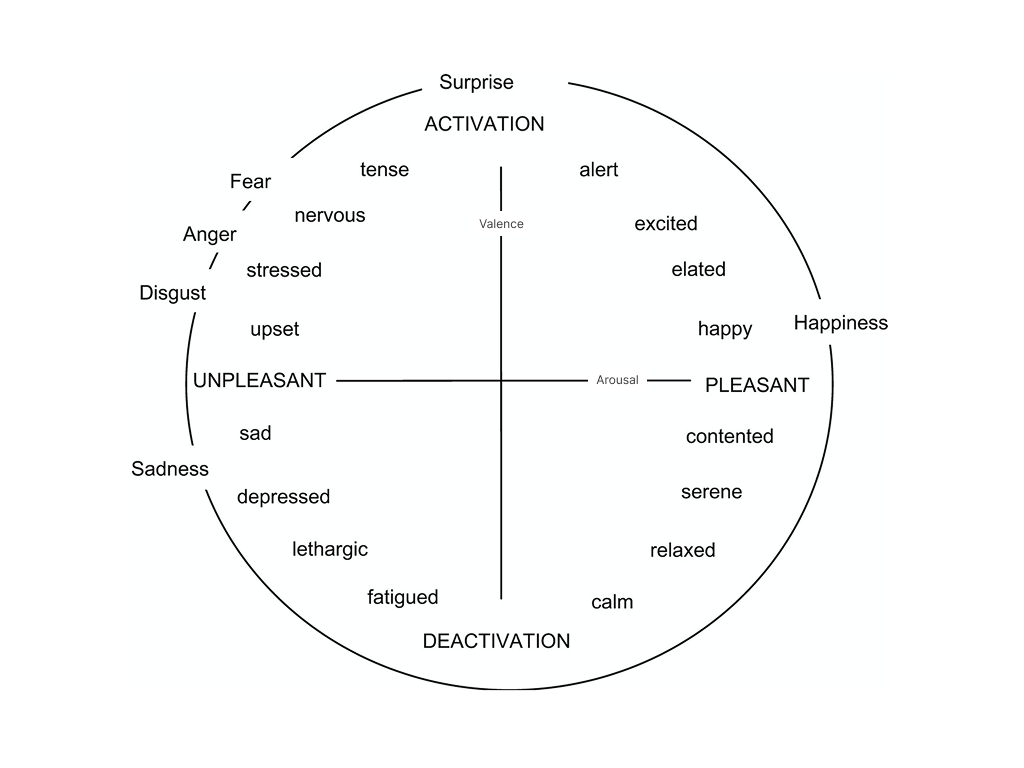 Surprise
ACTIVATION
tense
alert
Fear
nervous
Valence
excited
Anger
stressed
elated
Disgust
upset
happy
Happiness
UNPLEASANT
Arousal
PLEASANT
sad
contented
Sadness
depressed
serene
lethargic
relaxed
fatigued
calm
DEACTIVATION